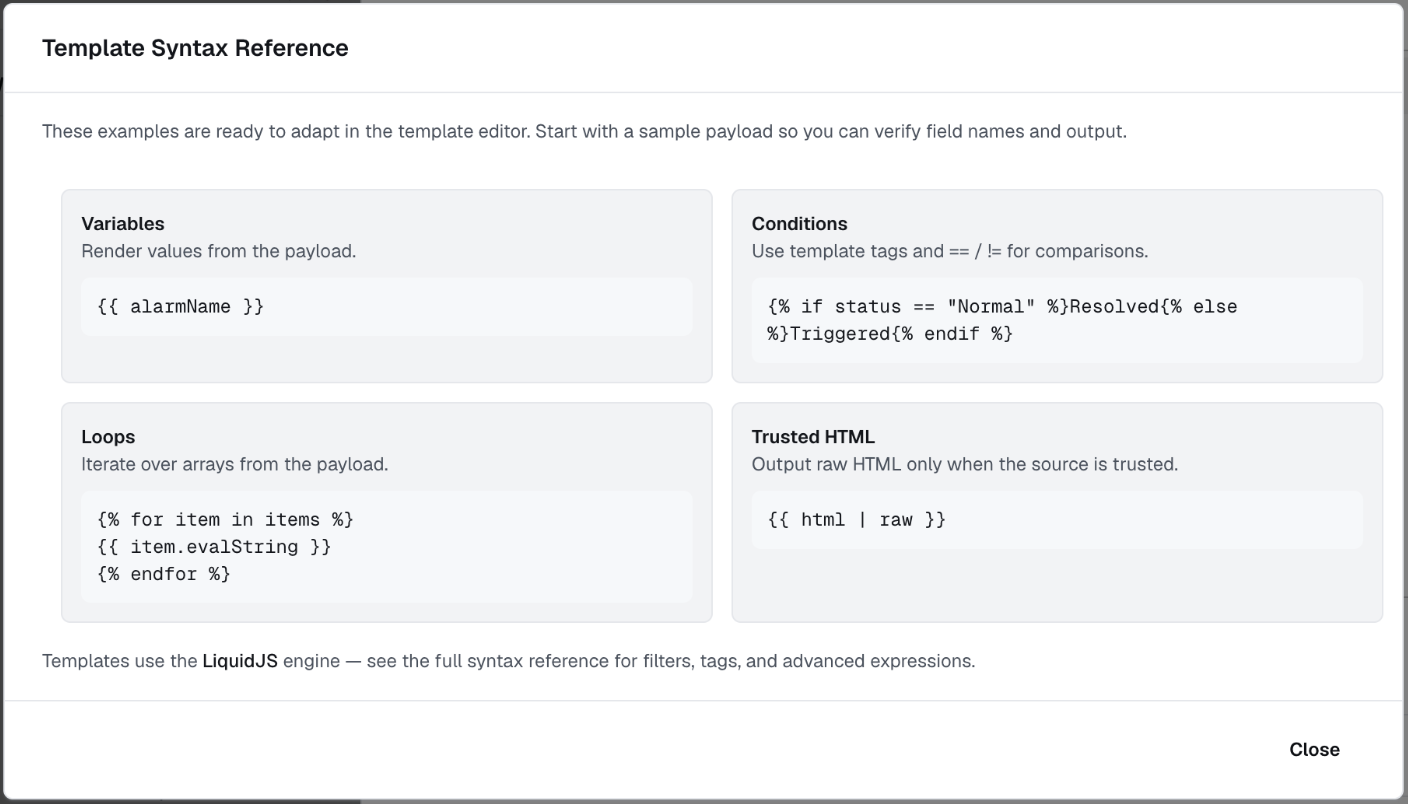 Template Syntax Reference
These examples are ready to adapt in the template editor. Start with a sample payload so you can verify field names and output.
Variables
Render values from the payload.
{{ alarmName }}
Conditions
Use template tags and == / != for comparisons.
{% if status == "Normal" %}Resolved{% else
%}Triggered{% endif %}
Loops
Iterate over arrays from the payload.
{% for item in items %}
{{ item.evalString }}
{% endfor %}
Trusted HTML
Output raw HTML only when the source is trusted.
{{ html | raw }}
Templates use the LiquidJS engine — see the full syntax reference for filters, tags, and advanced expressions.
Close